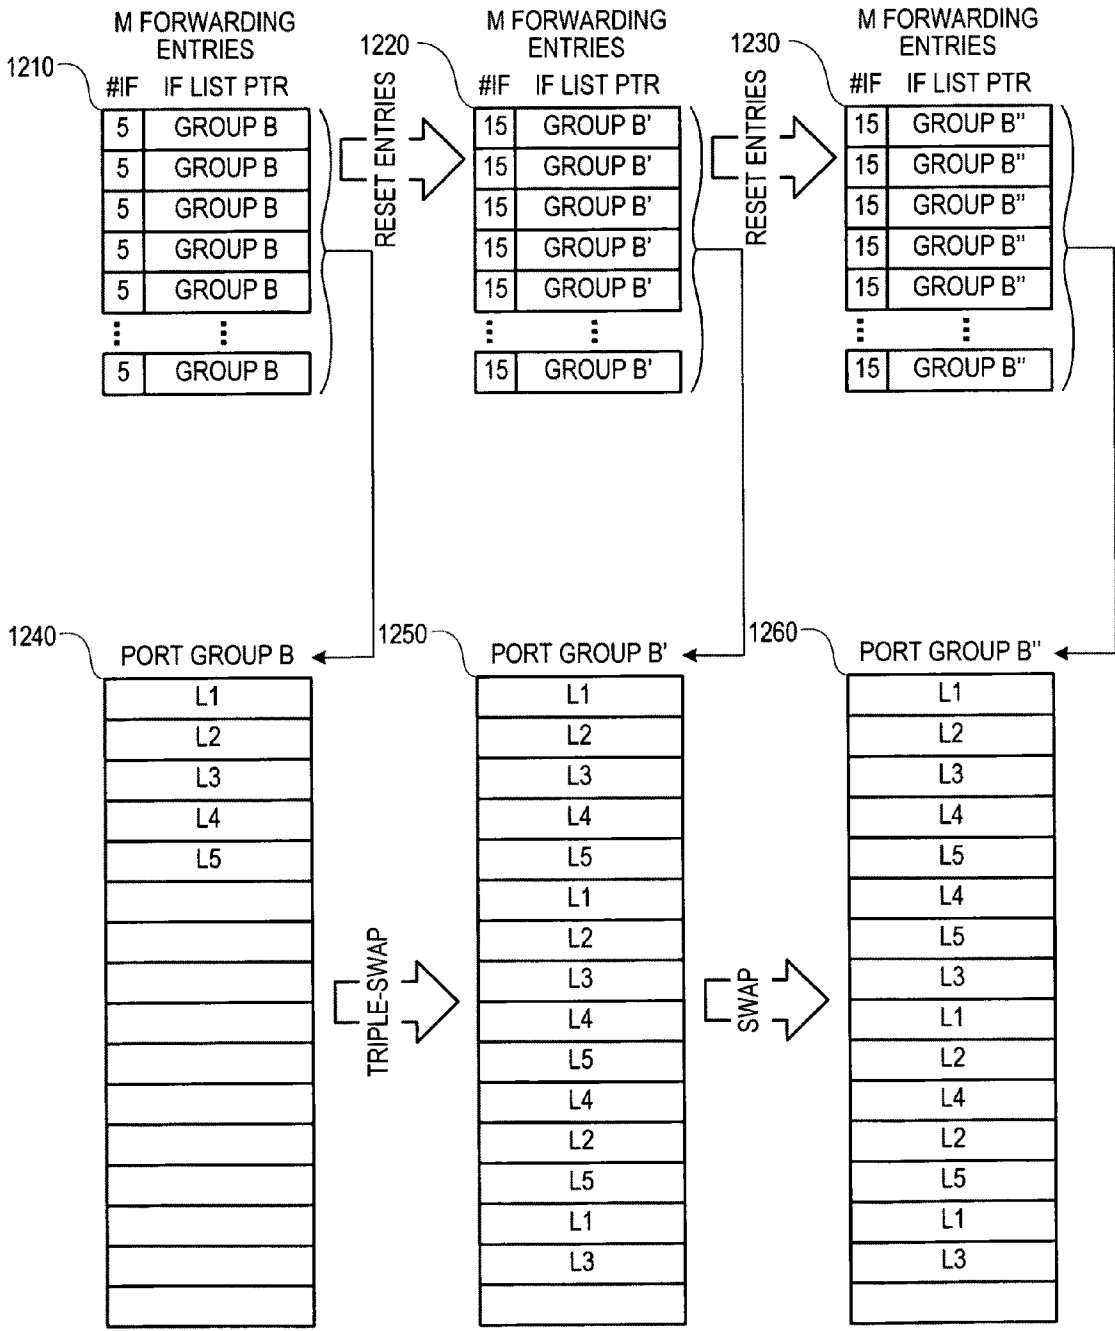 M FORWARDING
ENTRIES
1210
#IF IF LIST PTR
5 GROUP B
5 GROUP B
5 GROUP B
5 GROUP B
5 GROUP B
⋮ ⋮
5 GROUP B
RESET ENTRIES
M FORWARDING
ENTRIES
1220
#IF IF LIST PTR
15 GROUP B'
15 GROUP B'
15 GROUP B'
15 GROUP B'
15 GROUP B'
⋮ ⋮
15 GROUP B'
RESET ENTRIES
M FORWARDING
ENTRIES
1230
#IF IF LIST PTR
15 GROUP B"
15 GROUP B"
15 GROUP B"
15 GROUP B"
15 GROUP B"
⋮ ⋮
15 GROUP B"
1240
PORT GROUP B
L1
L2
L3
L4
L5
TRIPLE-SWAP
1250
PORT GROUP B'
L1
L2
L3
L4
L5
L1
L2
L3
L4
L5
L4
L2
L5
L1
L3
SWAP
1260
PORT GROUP B"
L1
L2
L3
L4
L5
L4
L5
L3
L1
L2
L4
L2
L5
L1
L3